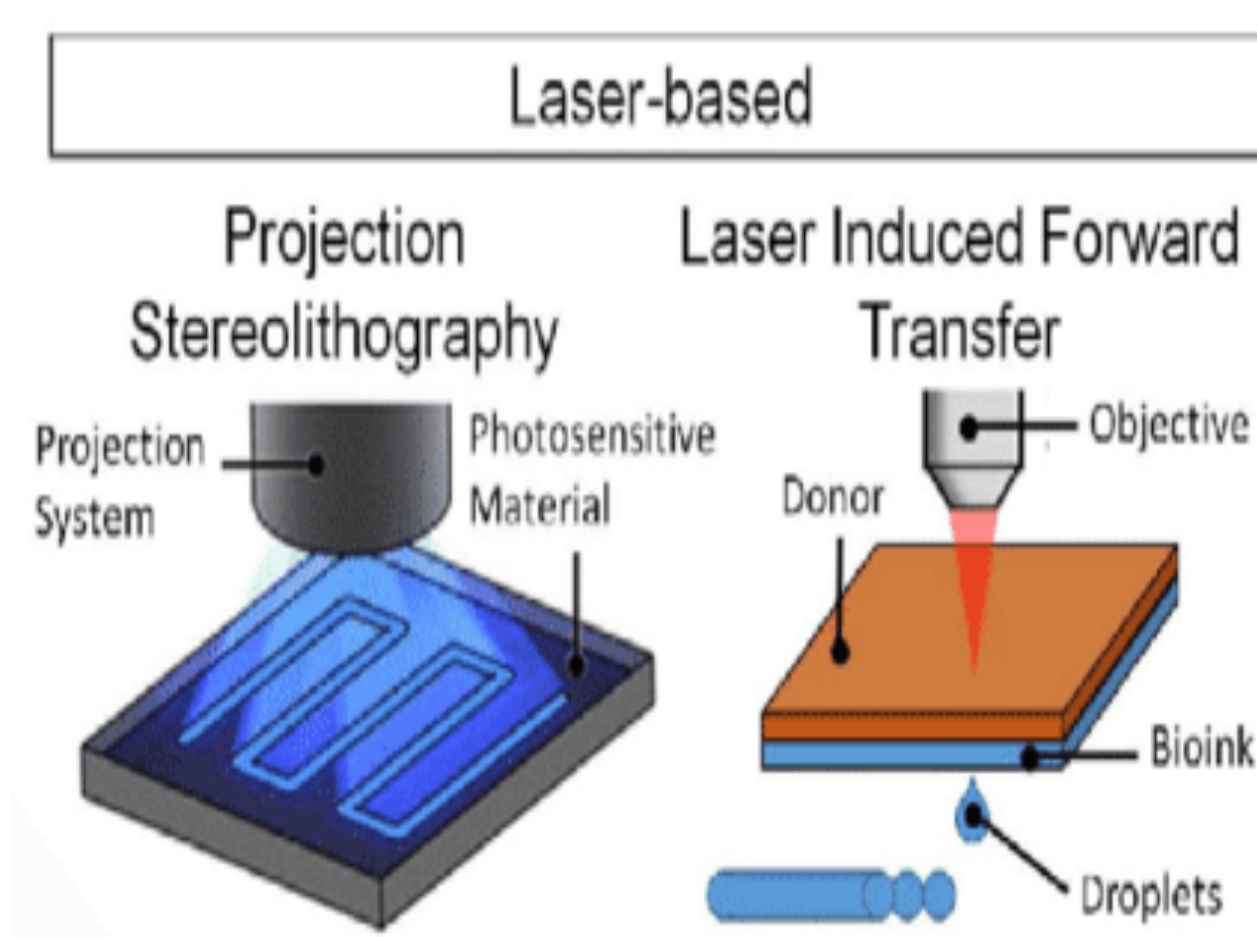 Laser-based
Projection
Stereolithography
Laser Induced Forward
Transfer
Projection
System
Photosensitive
Material
Objective
Donor
Bioink
Droplets